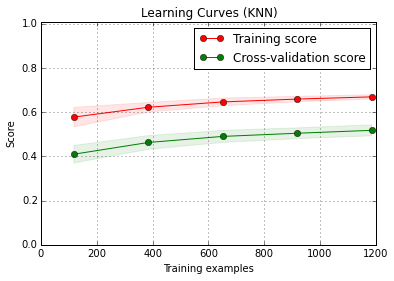 Learning Curves (KNN)
Training score
Cross-validation score
Score
1.0
0.8
0.6
0.4
0.2
0.0
0 200 400 600 800 1000 1200
Training examples